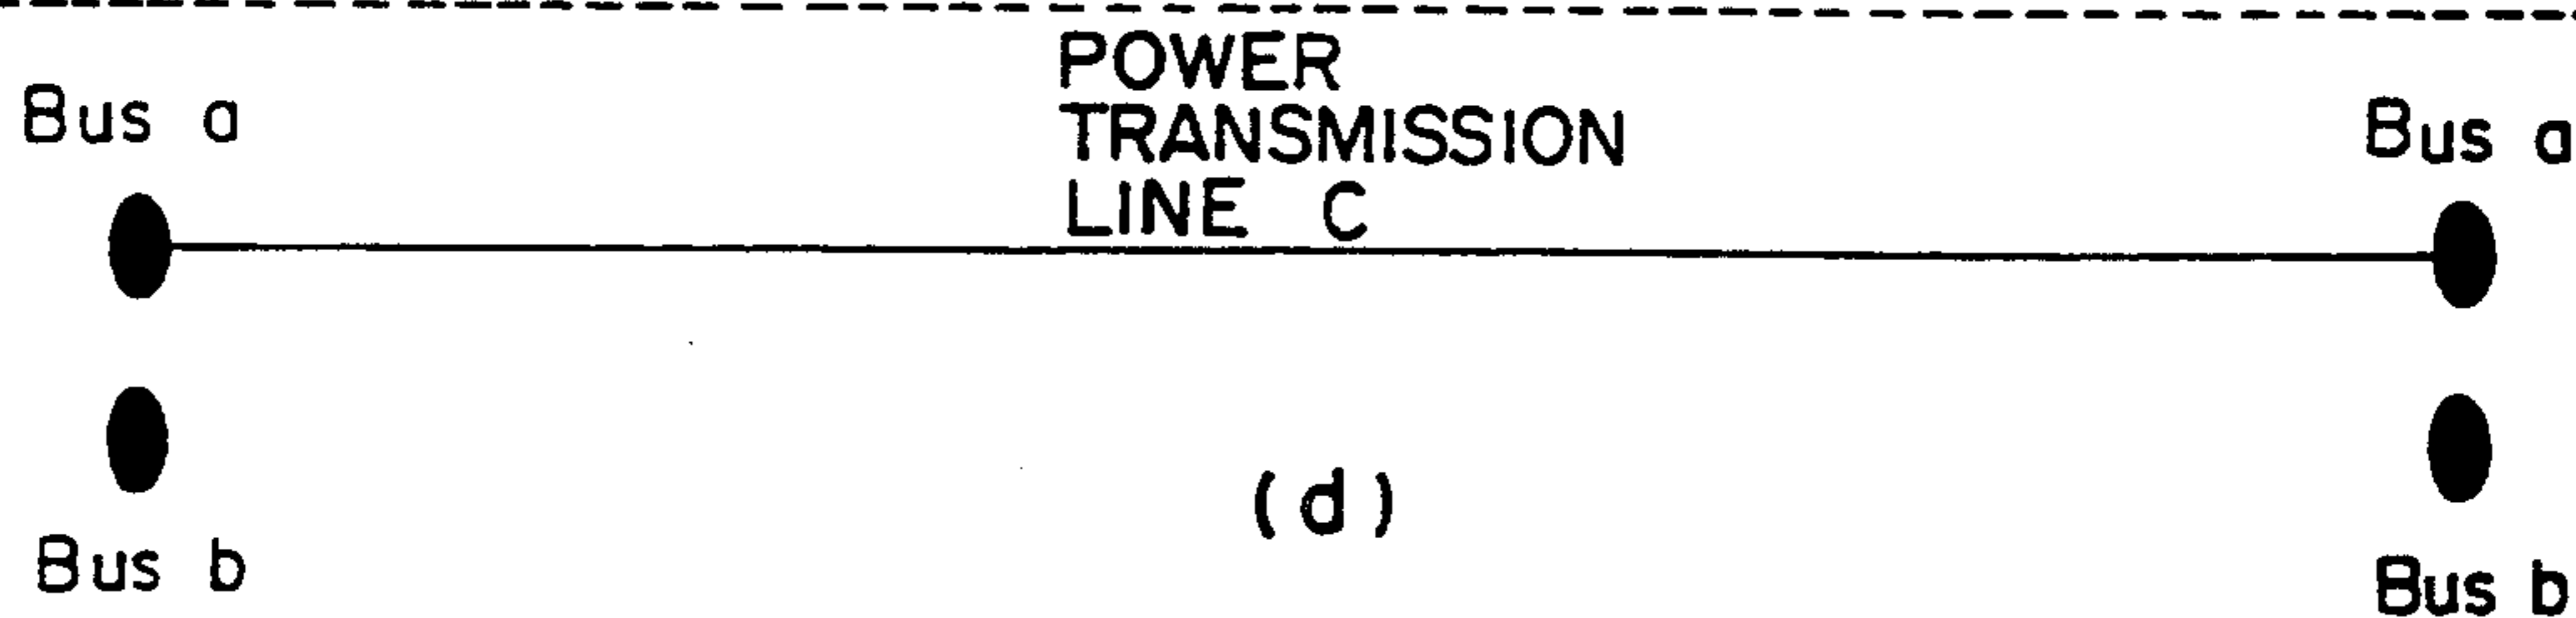 Bus a
POWER
TRANSMISSION
LINE C
Bus a
(d)
Bus b
Bus b